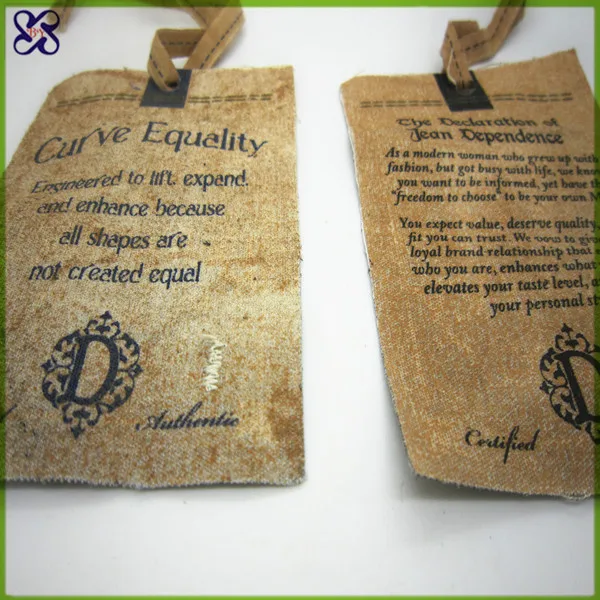 Curve Equality
Engineered to lift, expand,
and enhance because
all shapes are
not created equal
D
Authentic
The Declaration of
Jean Dependence
As a modern woman who grew up with
fashion, but got busy with life, we know
you want to be informed, yet have th
"freedom to choose" to be your own M
You expect value, deserve quality,
fit you can trust. We vow to giv
loyal brand relationship that
who you are, enhances what
elevates your taste level, a
your personal st
D
Certified